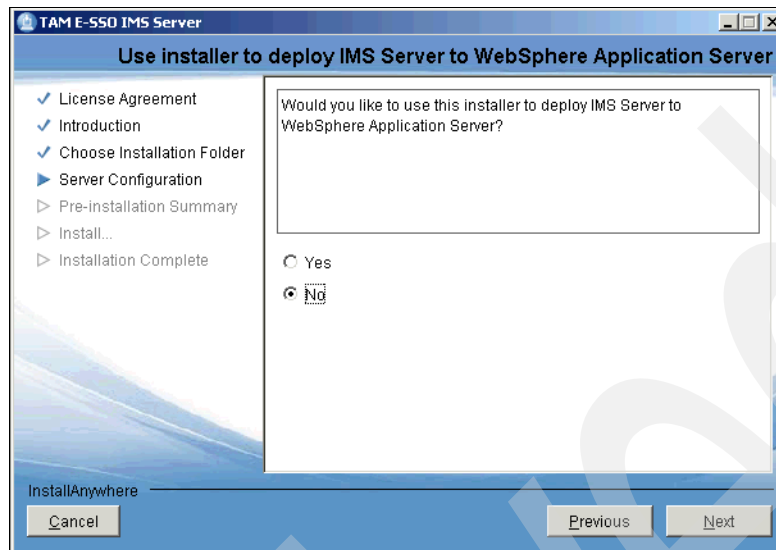 TAM E-SSO IMS Server
Use installer to deploy IMS Server to WebSphere Application Server
License Agreement
Introduction
Choose Installation Folder
Server Configuration
Pre-installation Summary
Install...
Installation Complete
Would you like to use this installer to deploy IMS Server to
WebSphere Application Server?
Yes
No
InstallAnywhere
Cancel
Previous
Next